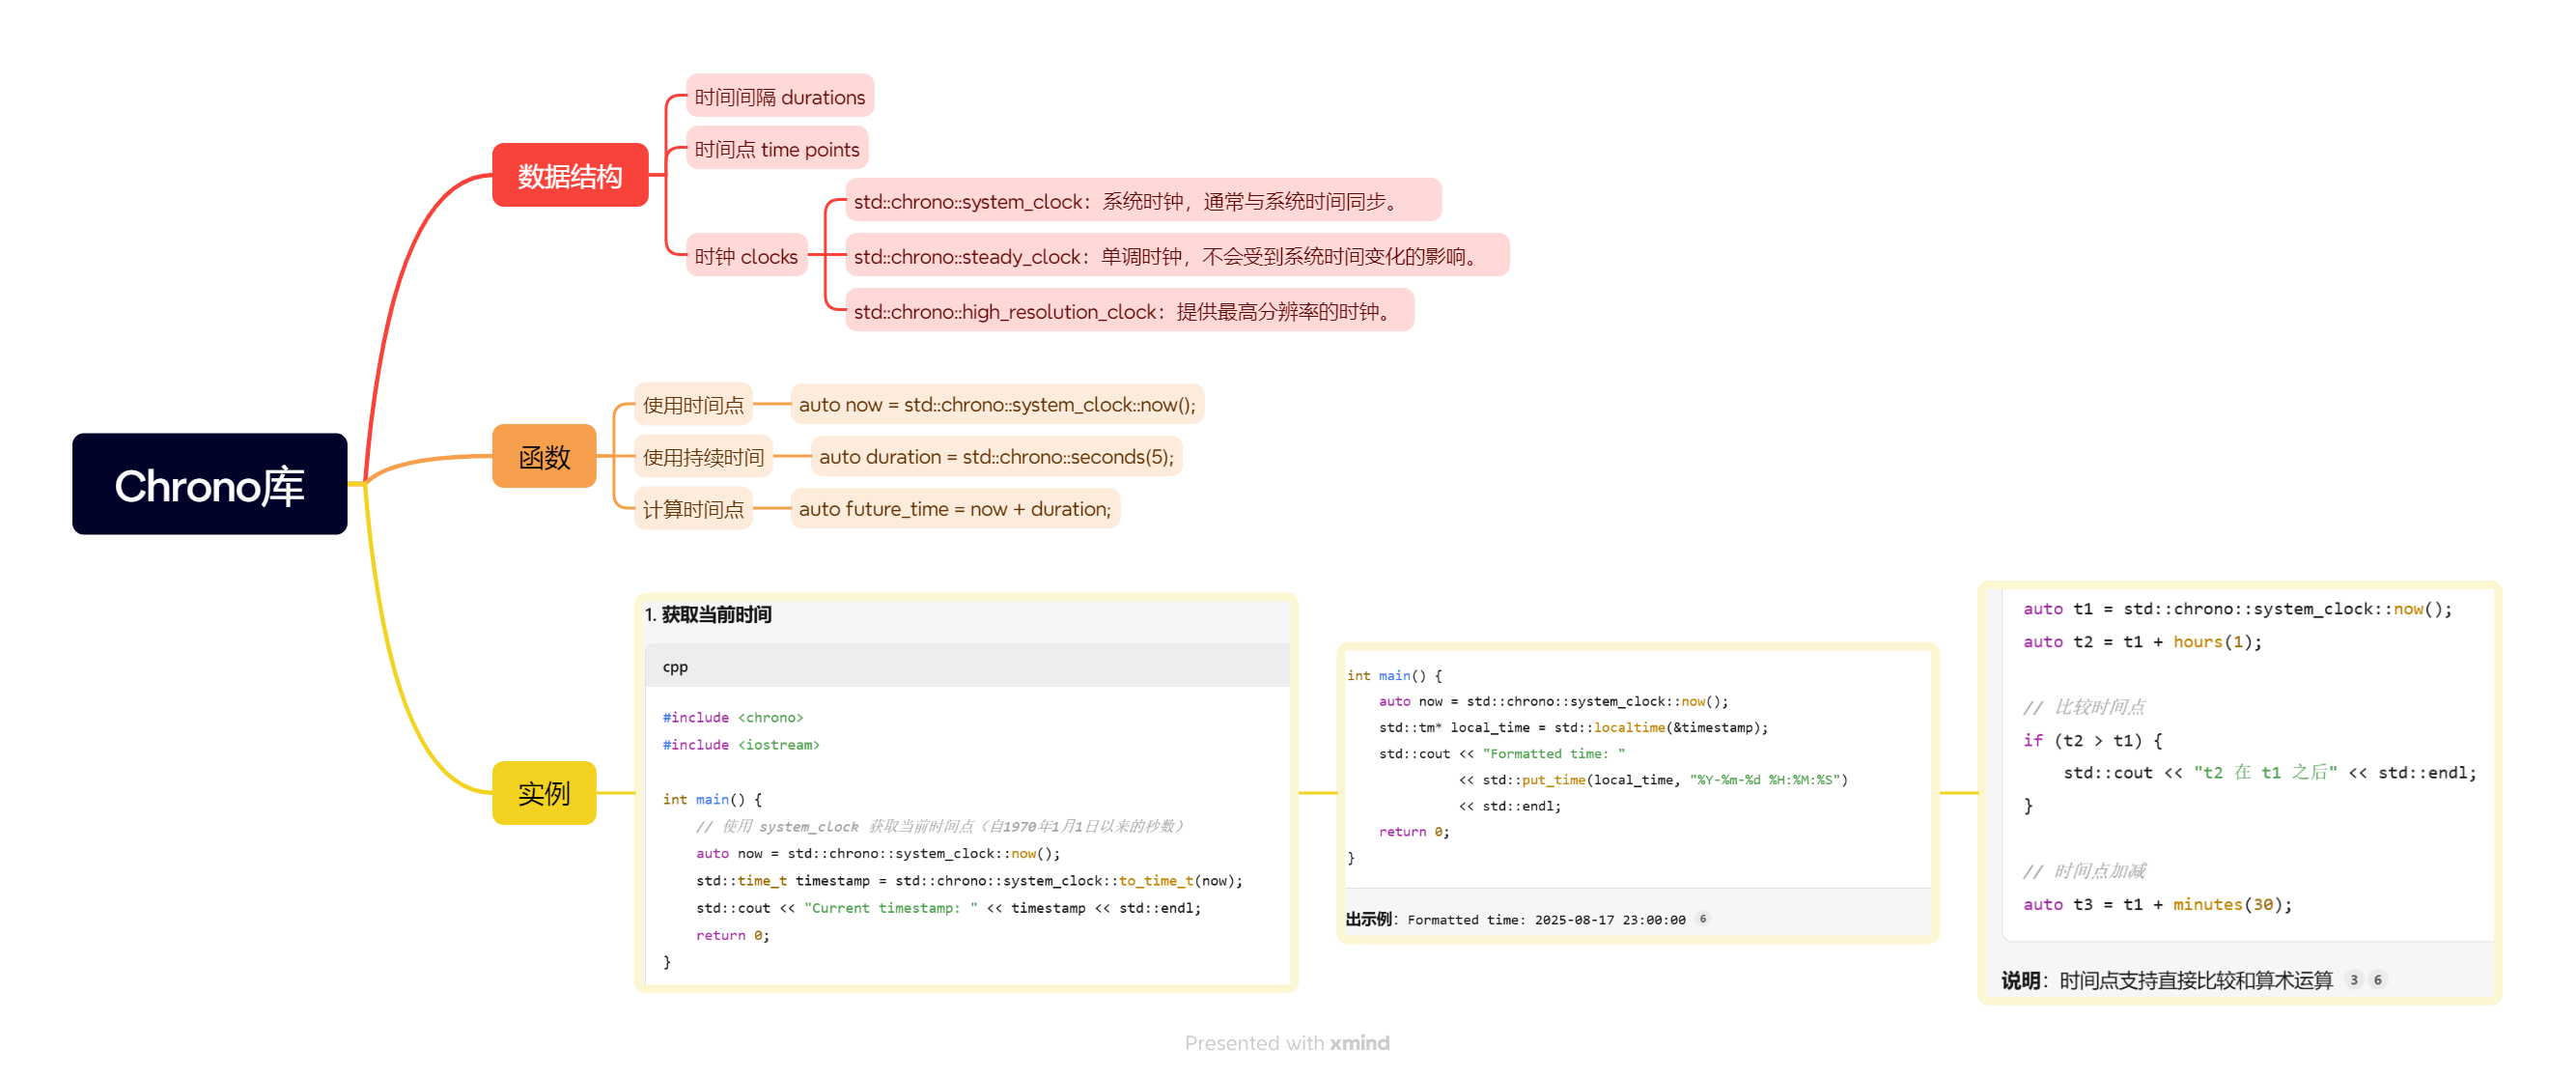 Chrono库
数据结构
时间间隔 durations
时间点 time points
时钟 clocks
std::chrono::system_clock：系统时钟，通常与系统时间同步。
std::chrono::steady_clock：单调时钟，不会受到系统时间变化的影响。
std::chrono::high_resolution_clock：提供最高分辨率的时钟。
函数
使用时间点
auto now = std::chrono::system_clock::now();
使用持续时间
auto duration = std::chrono::seconds(5);
计算时间点
auto future_time = now + duration;
实例
1. 获取当前时间
cpp
#include <chrono>
#include <iostream>
int main() {
// 使用 system_clock 获取当前时间点（自1970年1月1日以来的秒数）
auto now = std::chrono::system_clock::now();
std::time_t timestamp = std::chrono::system_clock::to_time_t(now);
std::cout << "Current timestamp: " << timestamp << std::endl;
return 0;
}
int main() {
auto now = std::chrono::system_clock::now();
std::tm* local_time = std::localtime(&timestamp);
std::cout << "Formatted time: "
<< std::put_time(local_time, "%Y-%m-%d %H:%M:%S")
<< std::endl;
return 0;
}
出示例：Formatted time: 2025-08-17 23:00:00 6
auto t1 = std::chrono::system_clock::now();
auto t2 = t1 + hours(1);
// 比较时间点
if (t2 > t1) {
std::cout << "t2 在 t1 之后" << std::endl;
}
// 时间点加减
auto t3 = t1 + minutes(30);
说明：时间点支持直接比较和算术运算 3 6
Presented with xmind